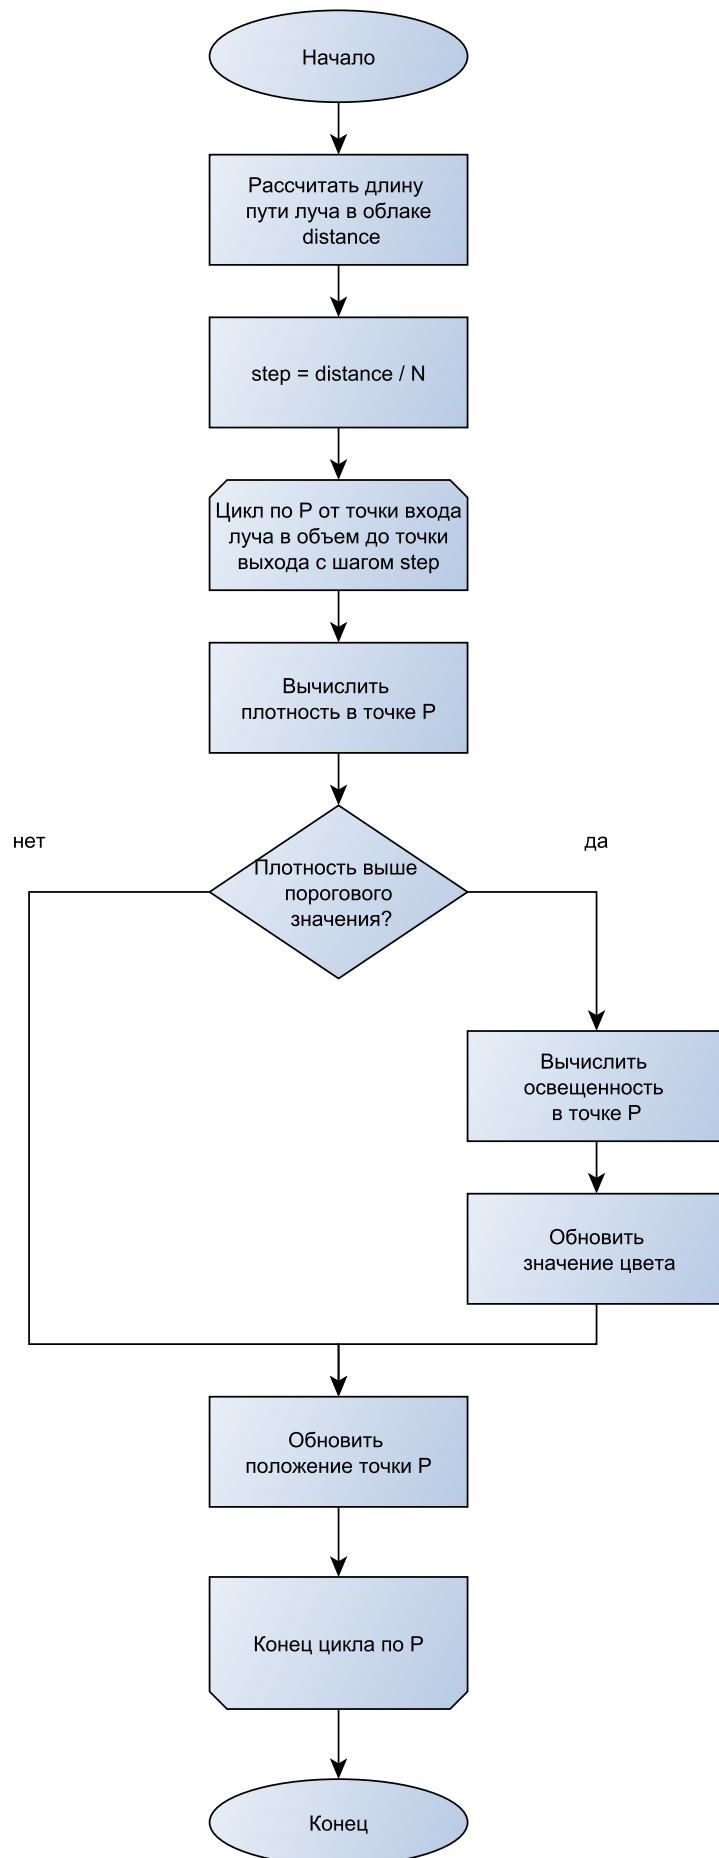 Начало
Рассчитать длину
пути луча в облаке
distance
step = distance / N
Цикл по P от точки входа
луча в объем до точки
выхода с шагом step
Вычислить
плотность в точке P
нет
да
Плотность выше
порогового
значения?
Вычислить
освещенность
в точке P
Обновить
значение цвета
Обновить
положение точки P
Конец цикла по P
Конец